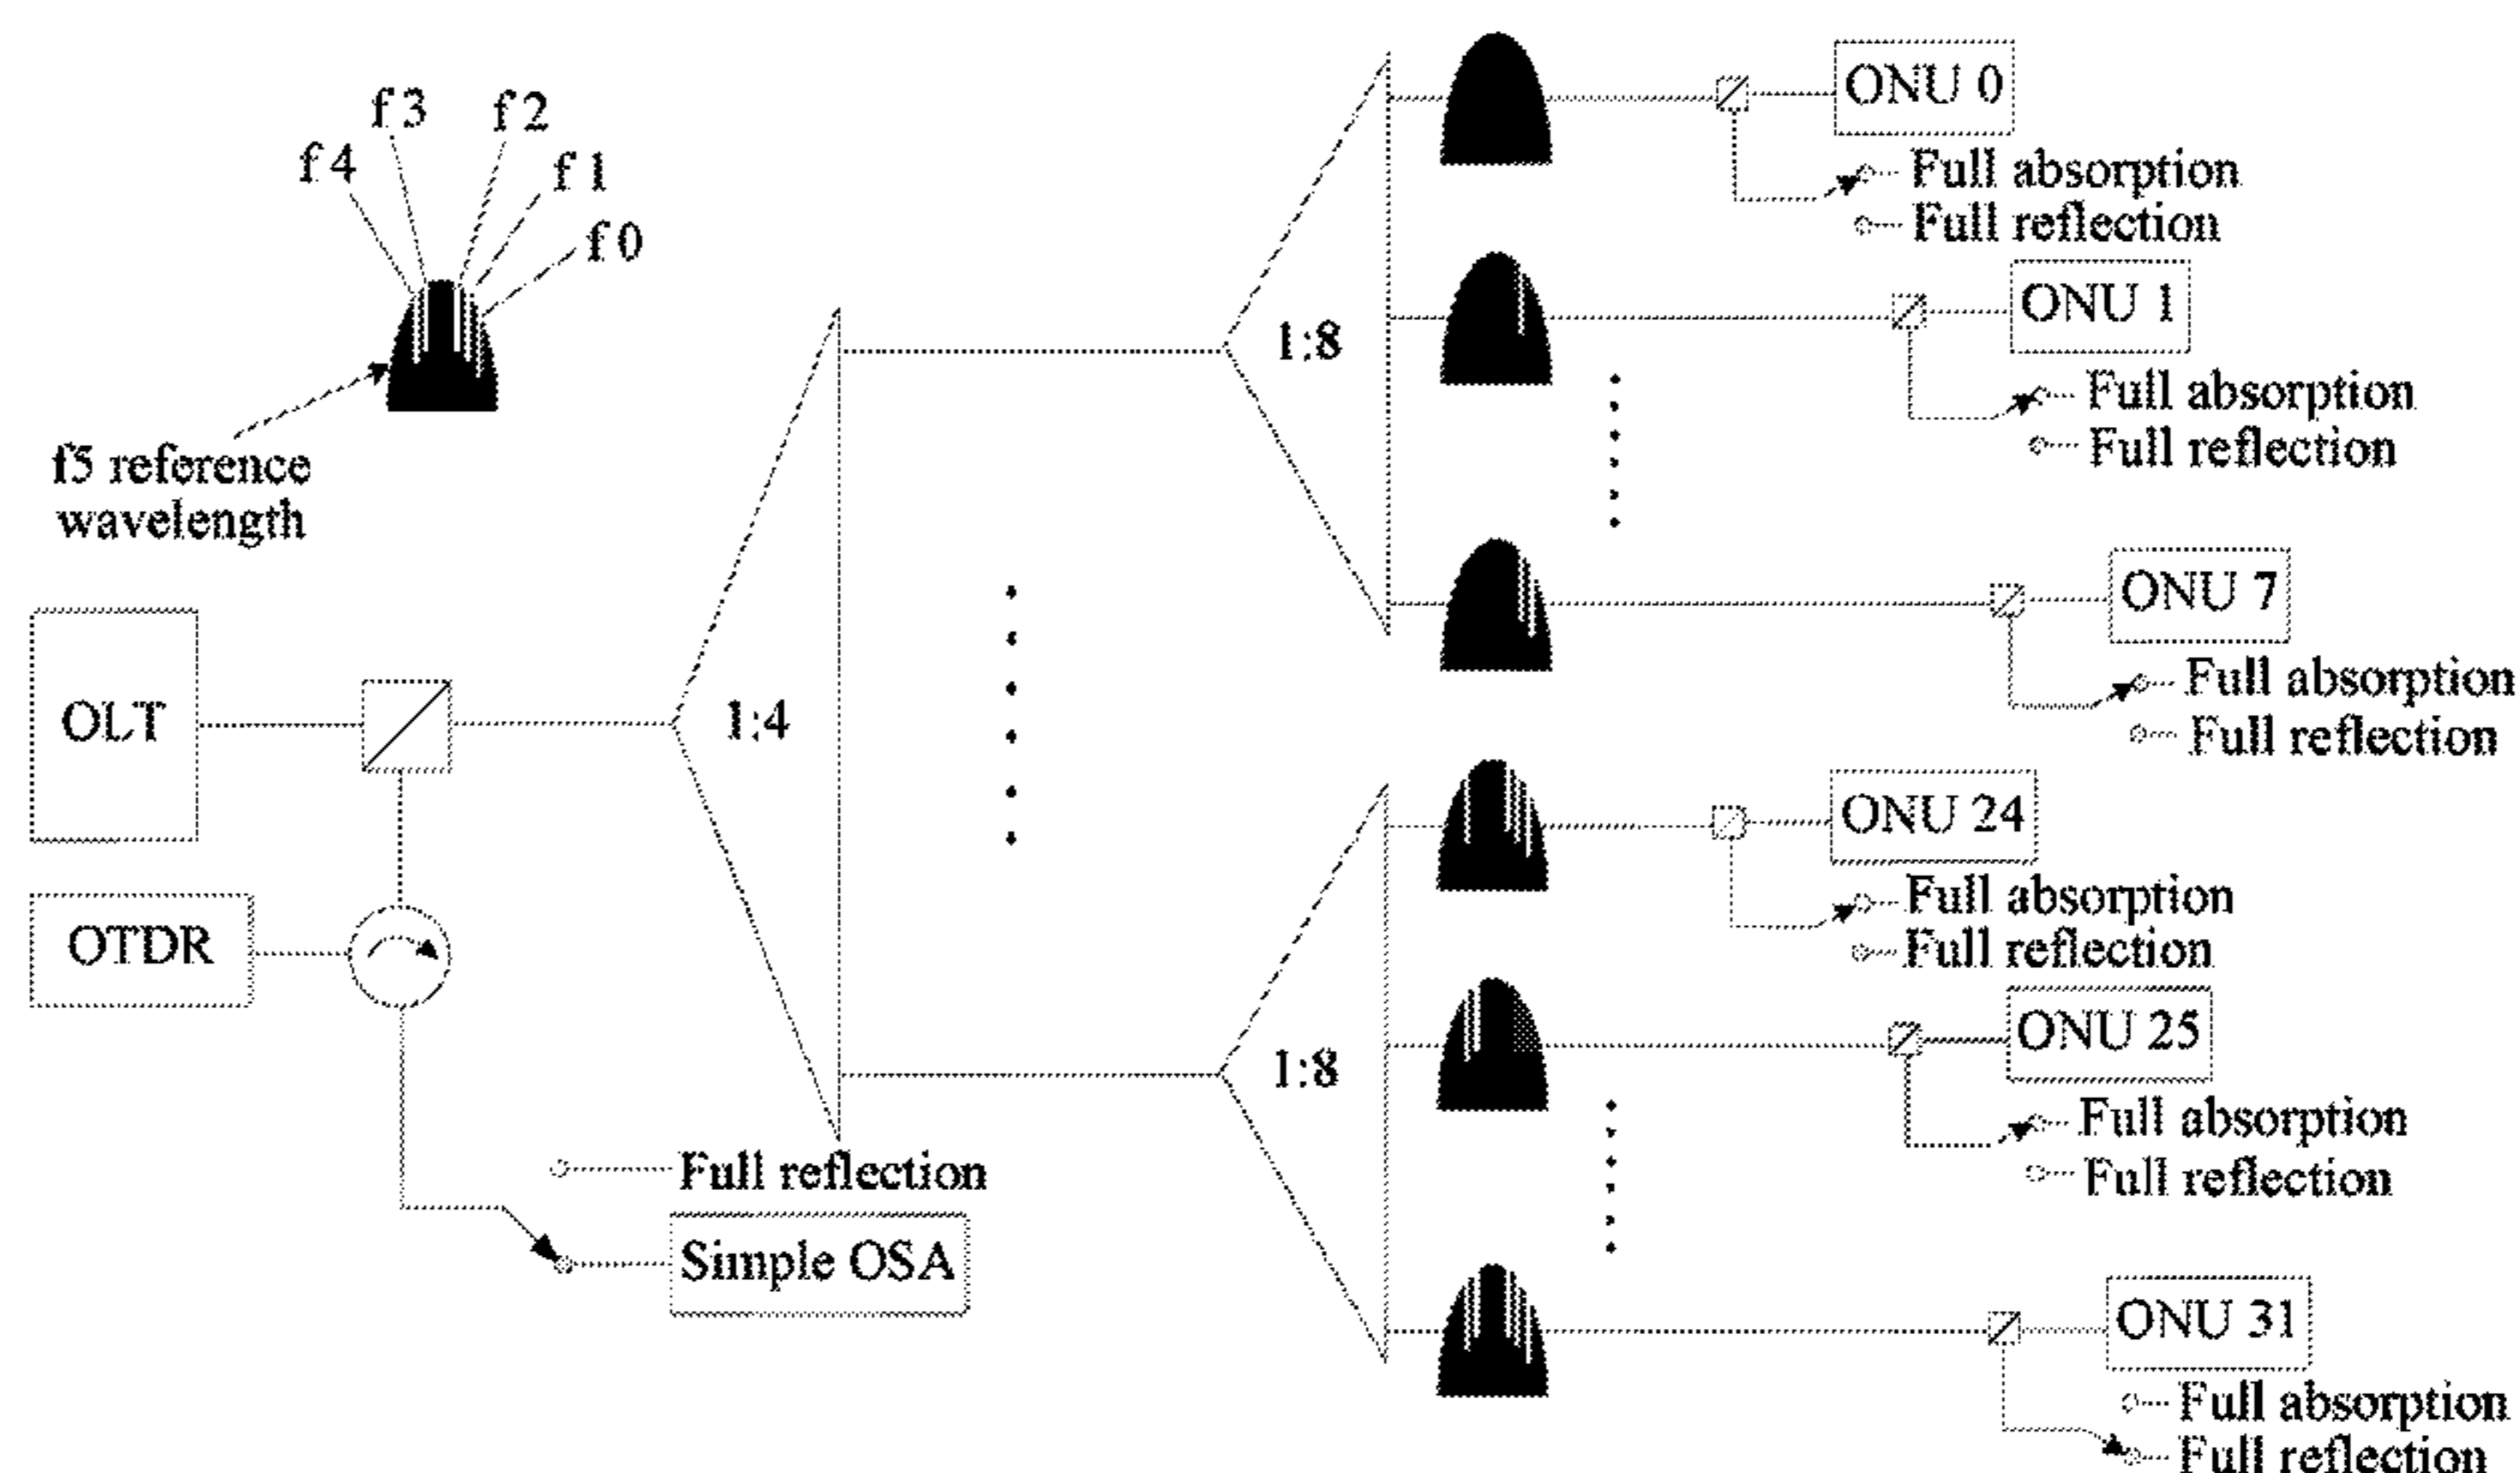 f 3
f 2
f 4
f 1
f 0
f5 reference
wavelength
OLT
OTDR
1:4
Full reflection
Simple OSA
1:8
ONU 0
Full absorption
Full reflection
ONU 1
Full absorption
Full reflection
ONU 7
Full absorption
Full reflection
1:8
ONU 24
Full absorption
Full reflection
ONU 25
Full absorption
Full reflection
ONU 31
Full absorption
Full reflection